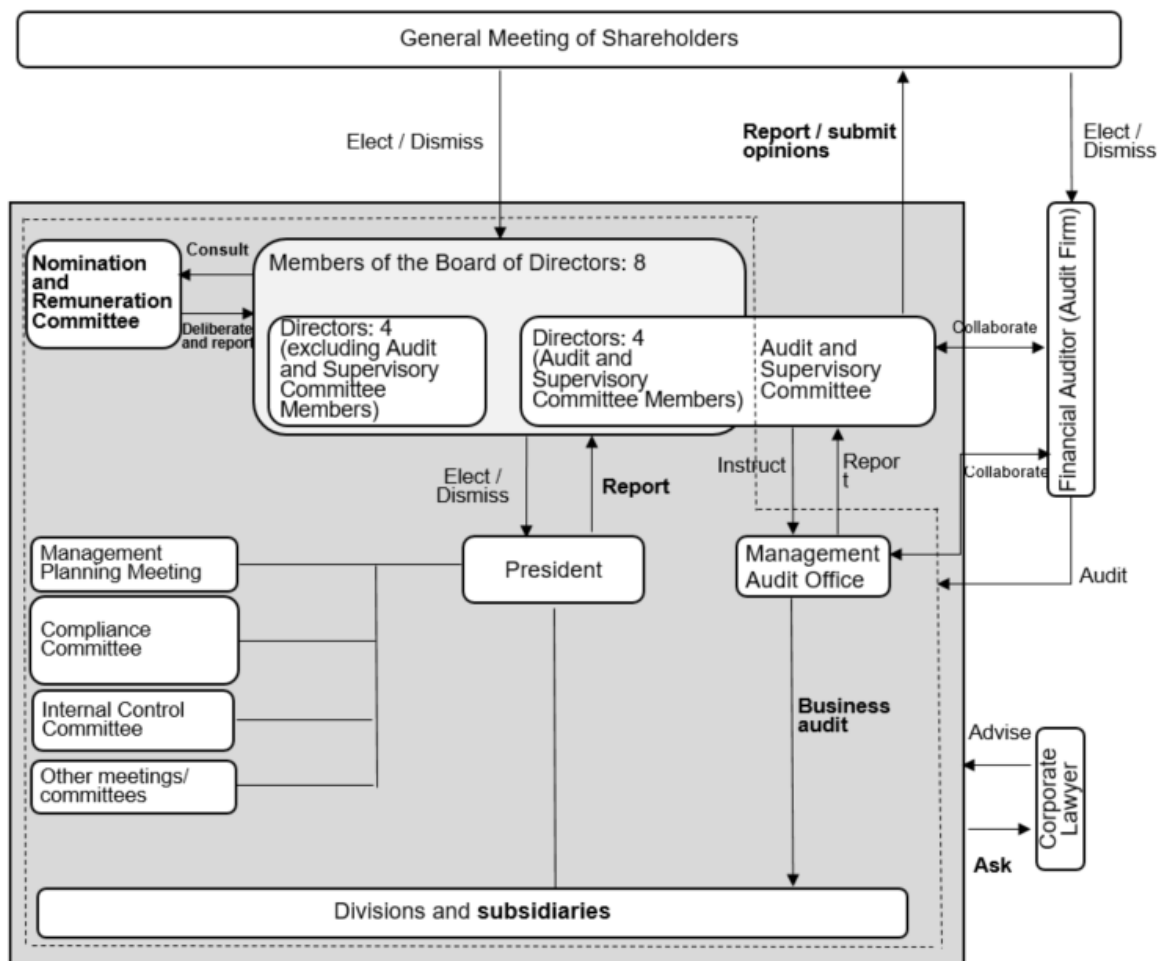 General Meeting of Shareholders
Elect / Dismiss
Report / submit
opinions
Elect /
Dismiss
Nomination
and
Remuneration
Committee
Consult
Deliberate
and report
Members of the Board of Directors: 8
Directors: 4
(excluding Audit
and Supervisory
Committee
Members)
Directors: 4
(Audit and
Supervisory
Committee Members)
Audit and
Supervisory
Committee
Collaborate
Financial Auditor (Audit Firm)
Elect /
Dismiss
Report
Instruct
Repor
t
Collaborate
Management
Planning Meeting
President
Management
Audit Office
Audit
Compliance
Committee
Internal Control
Committee
Other meetings/
committees
Business
audit
Advise
Corporate
Lawyer
Ask
Divisions and subsidiaries